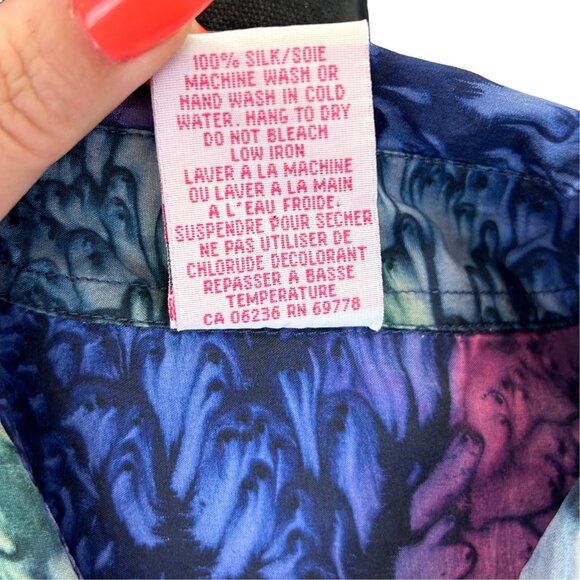 100% SILK/SOIE
MACHINE WASH OR
HAND WASH IN COLD
WATER. HANG TO DRY
DO NOT BLEACH
LOW IRON
LAVER À LA MACHINE
OU LAVER A LA MAIN
A L'EAU FROIDE.
SUSPENDRE POUR SECHER
NE PAS UTILISER DE
CHLORUDE DECOLORANT
REPASSER A BASSE
TEMPERATURE
CA 06236 RN 69778